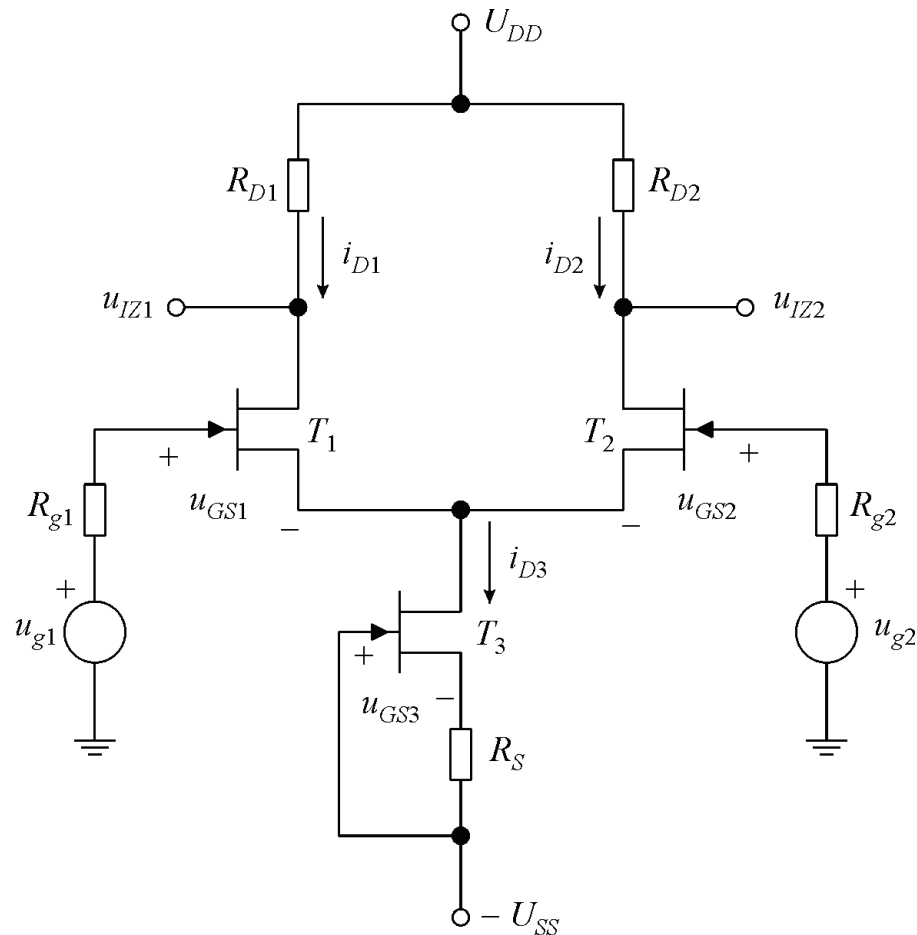 U_DD
R_D1
R_D2
i_D1
i_D2
u_IZ1
u_IZ2
T_1
T_2
+
+
R_g1
u_GS1
−
−
u_GS2
R_g2
i_D3
+
+
u_g1
+
T_3
u_g2
u_GS3
−
R_S
− U_SS